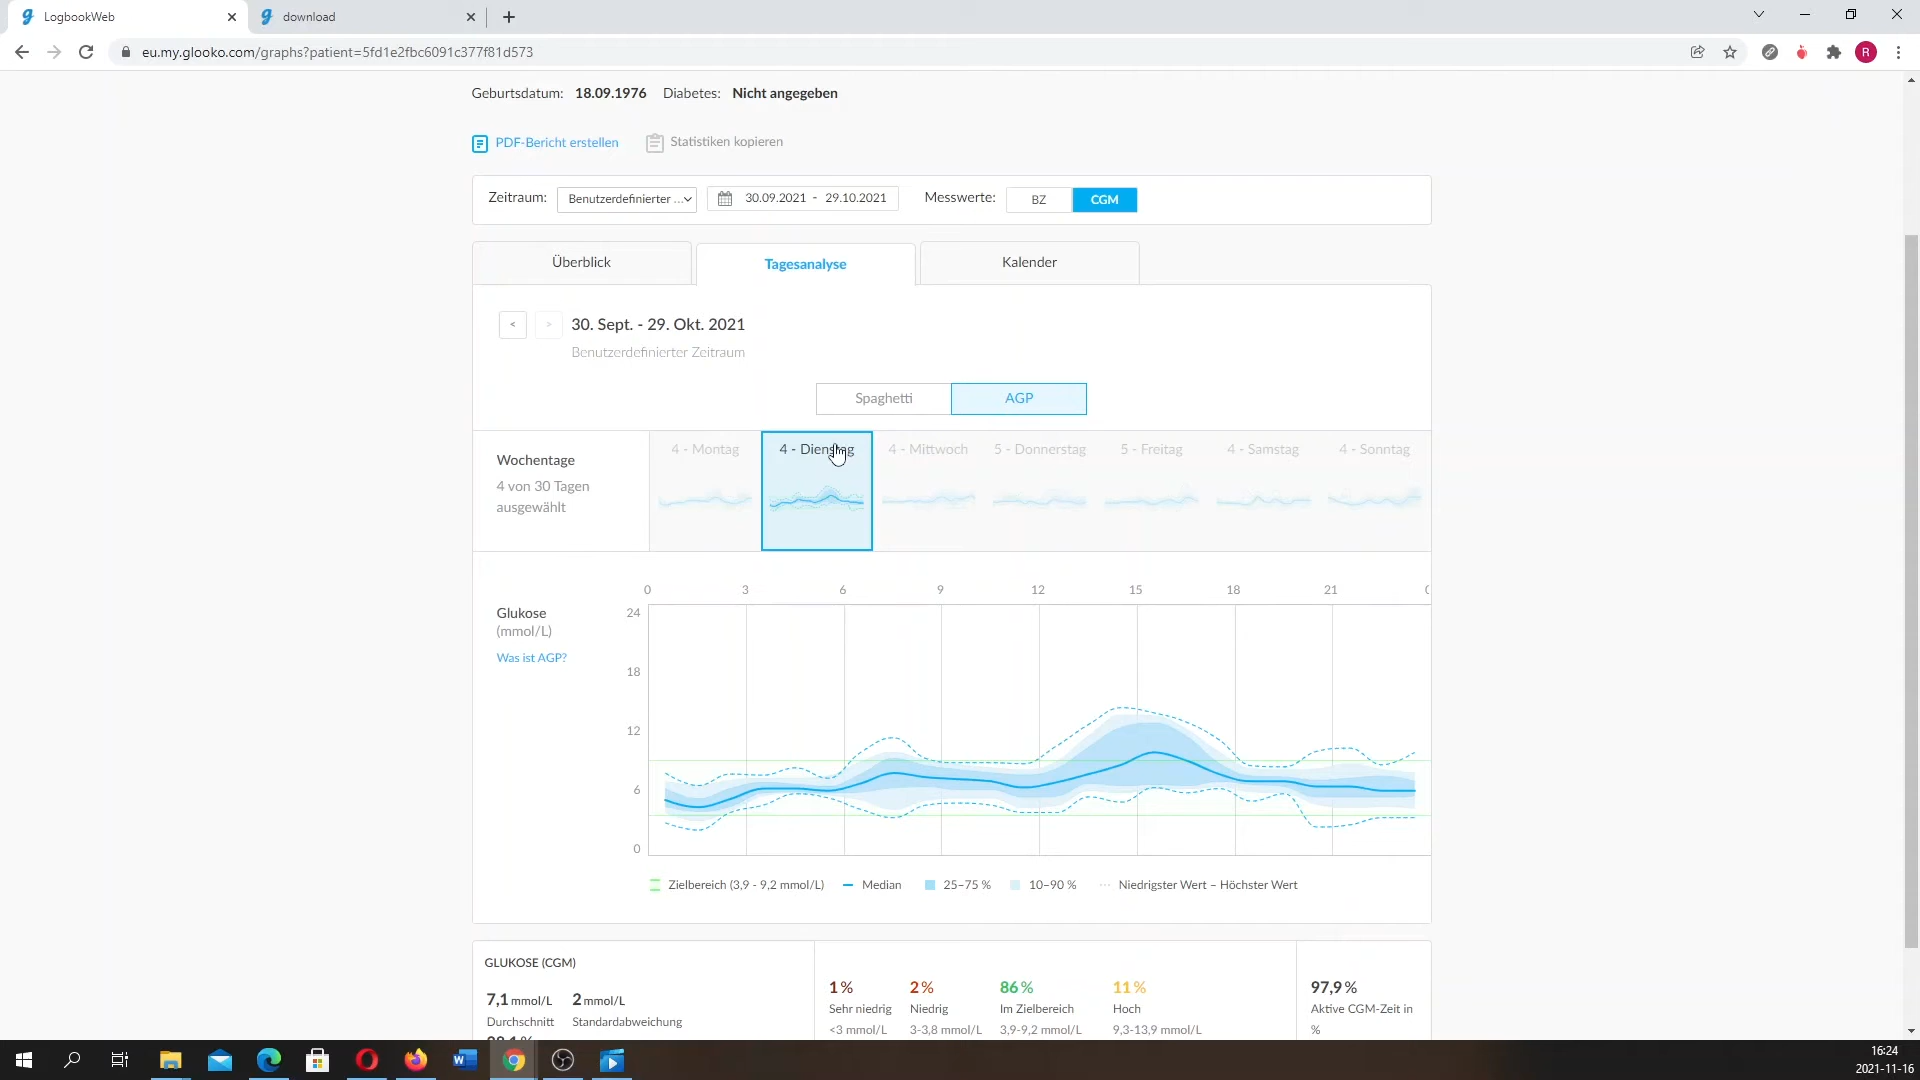 LogbookWeb
download
eu.my.glooko.com/graphs?patient=5fd1e2fbc6091c377f81d573
R
Geburtsdatum: 18.09.1976 Diabetes: Nicht angegeben
PDF-Bericht erstellen
Statistiken kopieren
Zeitraum: Benutzerdefinierter ... 30.09.2021 - 29.10.2021 Messwerte: BZ CGM
Überblick
Tagesanalyse
Kalender
< > 30. Sept. - 29. Okt. 2021
Benutzerdefinierter Zeitraum
Spaghetti AGP
4 - Montag 4 - Dienstag 4 - Mittwoch 5 - Donnerstag 5 - Freitag 4 - Samstag 4 - Sonntag
Wochentage
4 von 30 Tagen
ausgewählt
0 3 6 9 12 15 18 21
Glukose
(mmol/L)
Was ist AGP?
24
18
12
6
0
Zielbereich (3,9 - 9,2 mmol/L) Median 25–75 % 10–90 % Niedrigster Wert – Höchster Wert
GLUKOSE (CGM)
7,1 mmol/L 2 mmol/L
Durchschnitt Standardabweichung
1 % 2 % 86 % 11 %
Sehr niedrig Niedrig Im Zielbereich Hoch
<3 mmol/L 3-3,8 mmol/L 3,9-9,2 mmol/L 9,3-13,9 mmol/L
97,9 %
Aktive CGM-Zeit in
%
16:24
2021-11-16